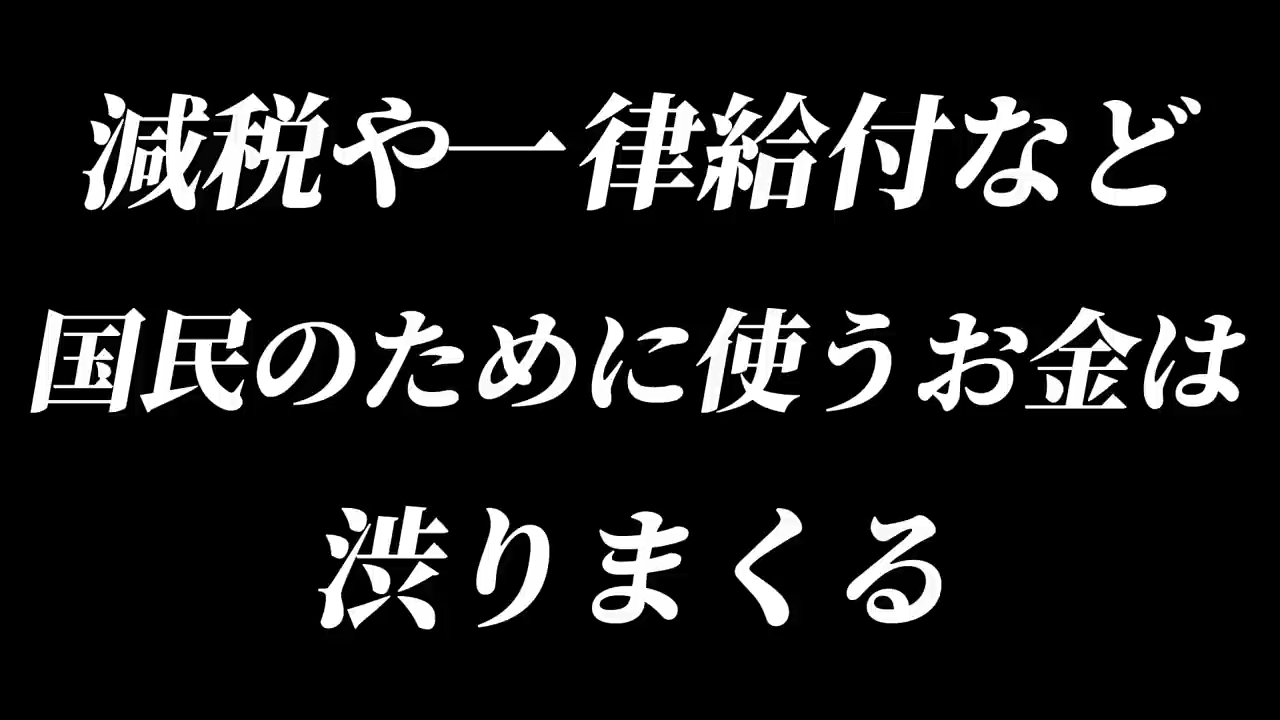 減税や一律給付など
国民のために使うお金は
渋りまくる